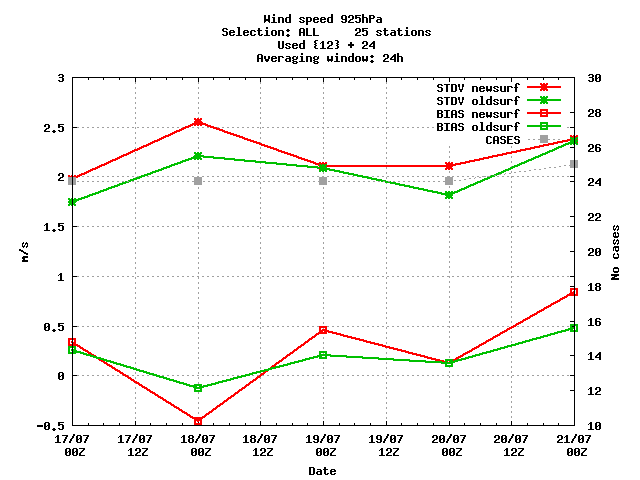 Wind speed 925hPa
Selection: ALL 25 stations
Used {12} + 24
Averaging window: 24h
STDV newsurf
STDV oldsurf
BIAS newsurf
BIAS oldsurf
CASES
3
2.5
2
1.5
1
0.5
0
-0.5
m/s
30
28
26
24
22
20
18
16
14
12
10
No cases
17/07 17/07 18/07 18/07 19/07 19/07 20/07 20/07 21/07
00Z 12Z 00Z 12Z 00Z 12Z 00Z 12Z 00Z
Date